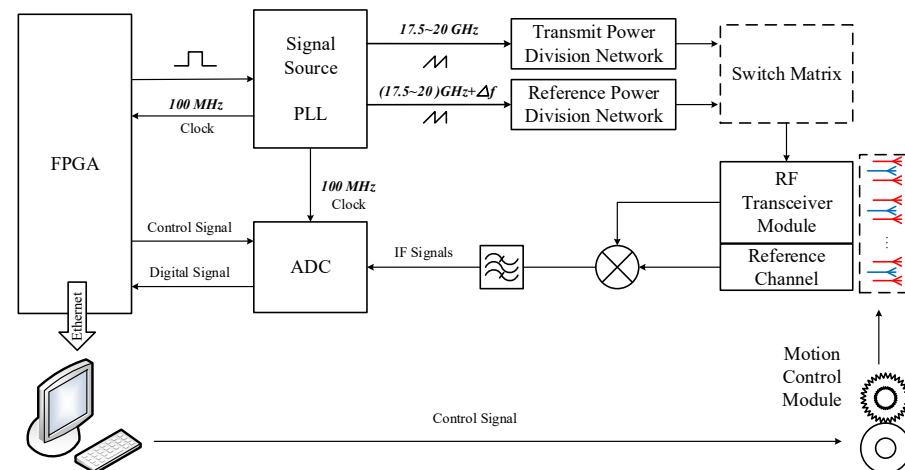 FPGA
100 MHz
Clock
Signal
Source
PLL
17.5~20 GHz
(17.5~20 )GHz+Δf
Transmit Power
Division Network
Reference Power
Division Network
Switch Matrix
100 MHz
Clock
RF
Transceiver
Module
Reference
Channel
...
Control Signal
Digital Signal
ADC
IF Signals
Ethernet
Motion
Control
Module
Control Signal